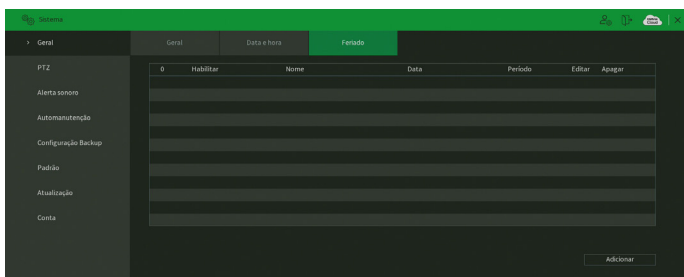 Sistema
Geral
Geral
Data e hora
Feriado
0 Habilitar Nome Data Período Editar Apagar
PTZ
Alerta sonoro
Automanutenção
Configuração Backup
Padrão
Atualização
Conta
Adicionar